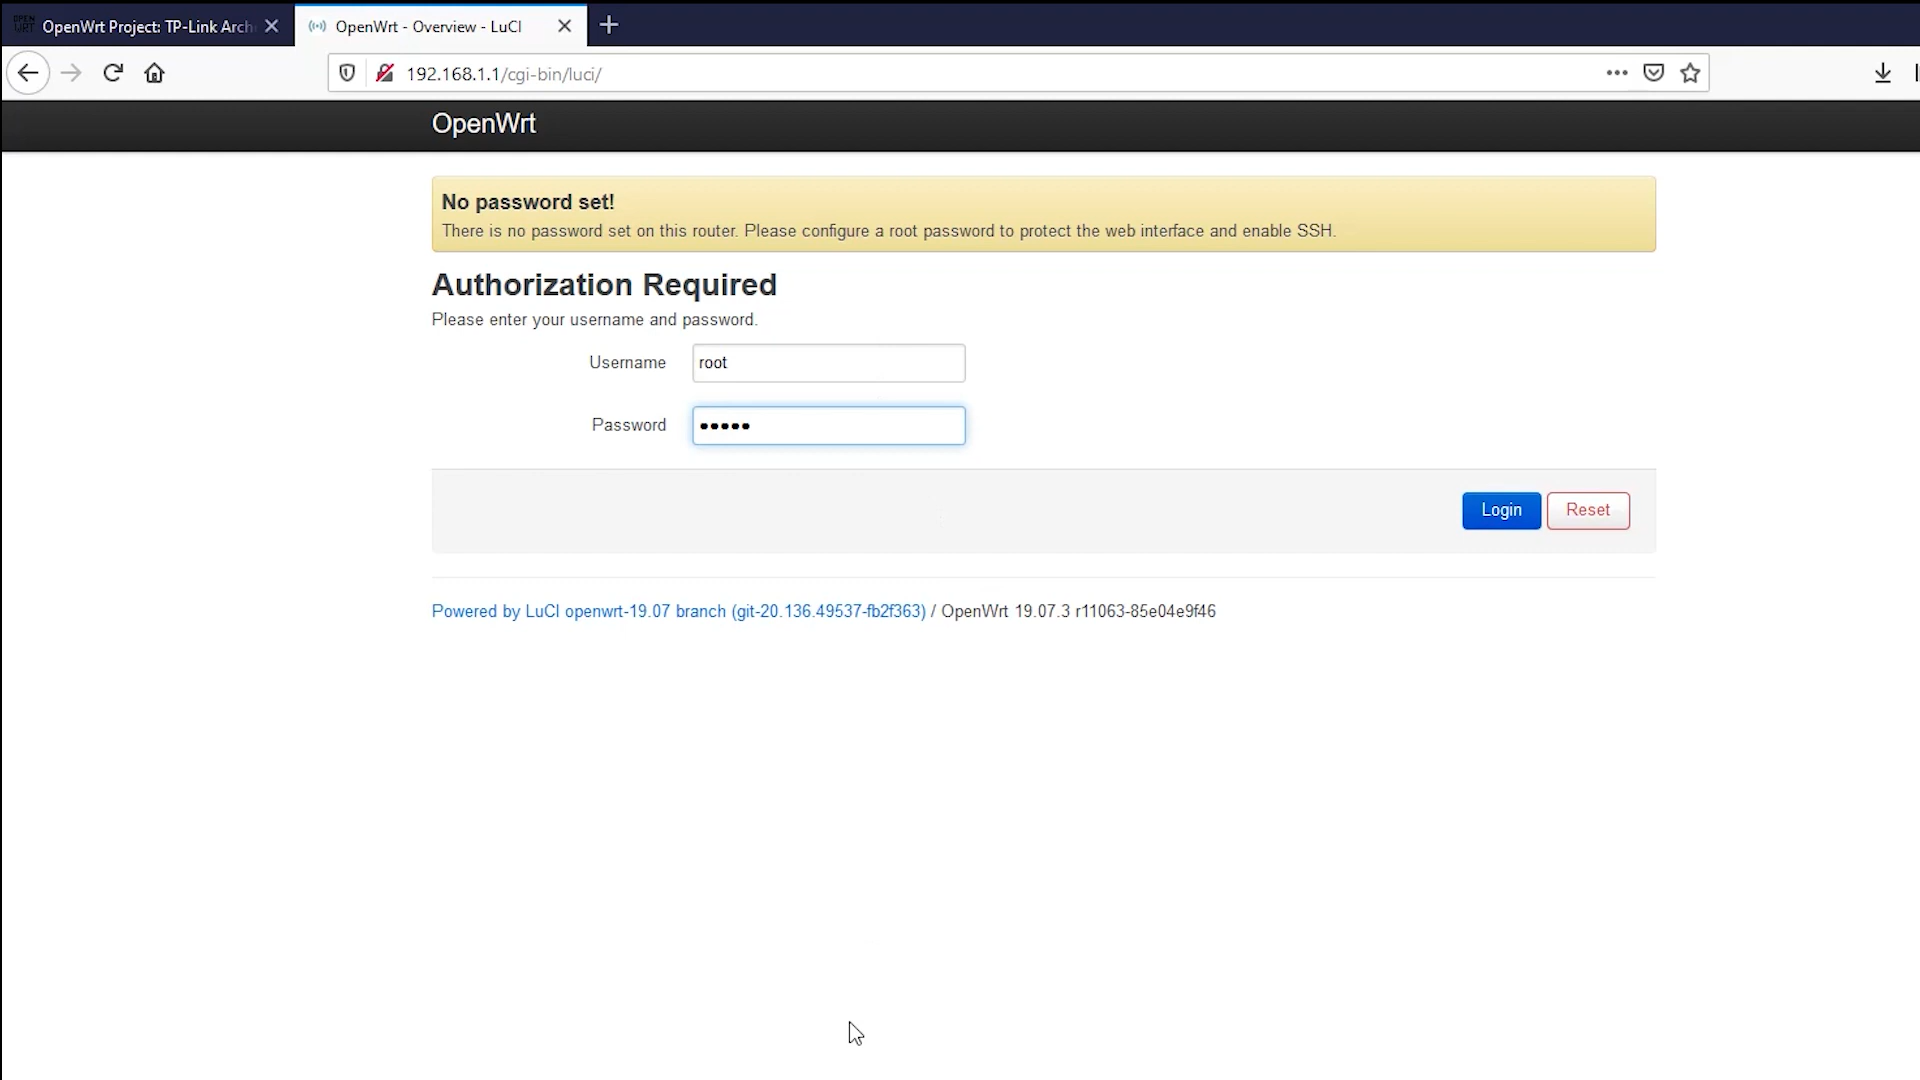 OpenWrt Project: TP-Link Arch
OpenWrt - Overview - LuCI
192.168.1.1/cgi-bin/luci/
OpenWrt
No password set!
There is no password set on this router. Please configure a root password to protect the web interface and enable SSH.
Authorization Required
Please enter your username and password.
Username root
Password •••••
Login Reset
Powered by LuCI openwrt-19.07 branch (git-20.136.49537-fb2f363) / OpenWrt 19.07.3 r11063-85e04e9f46